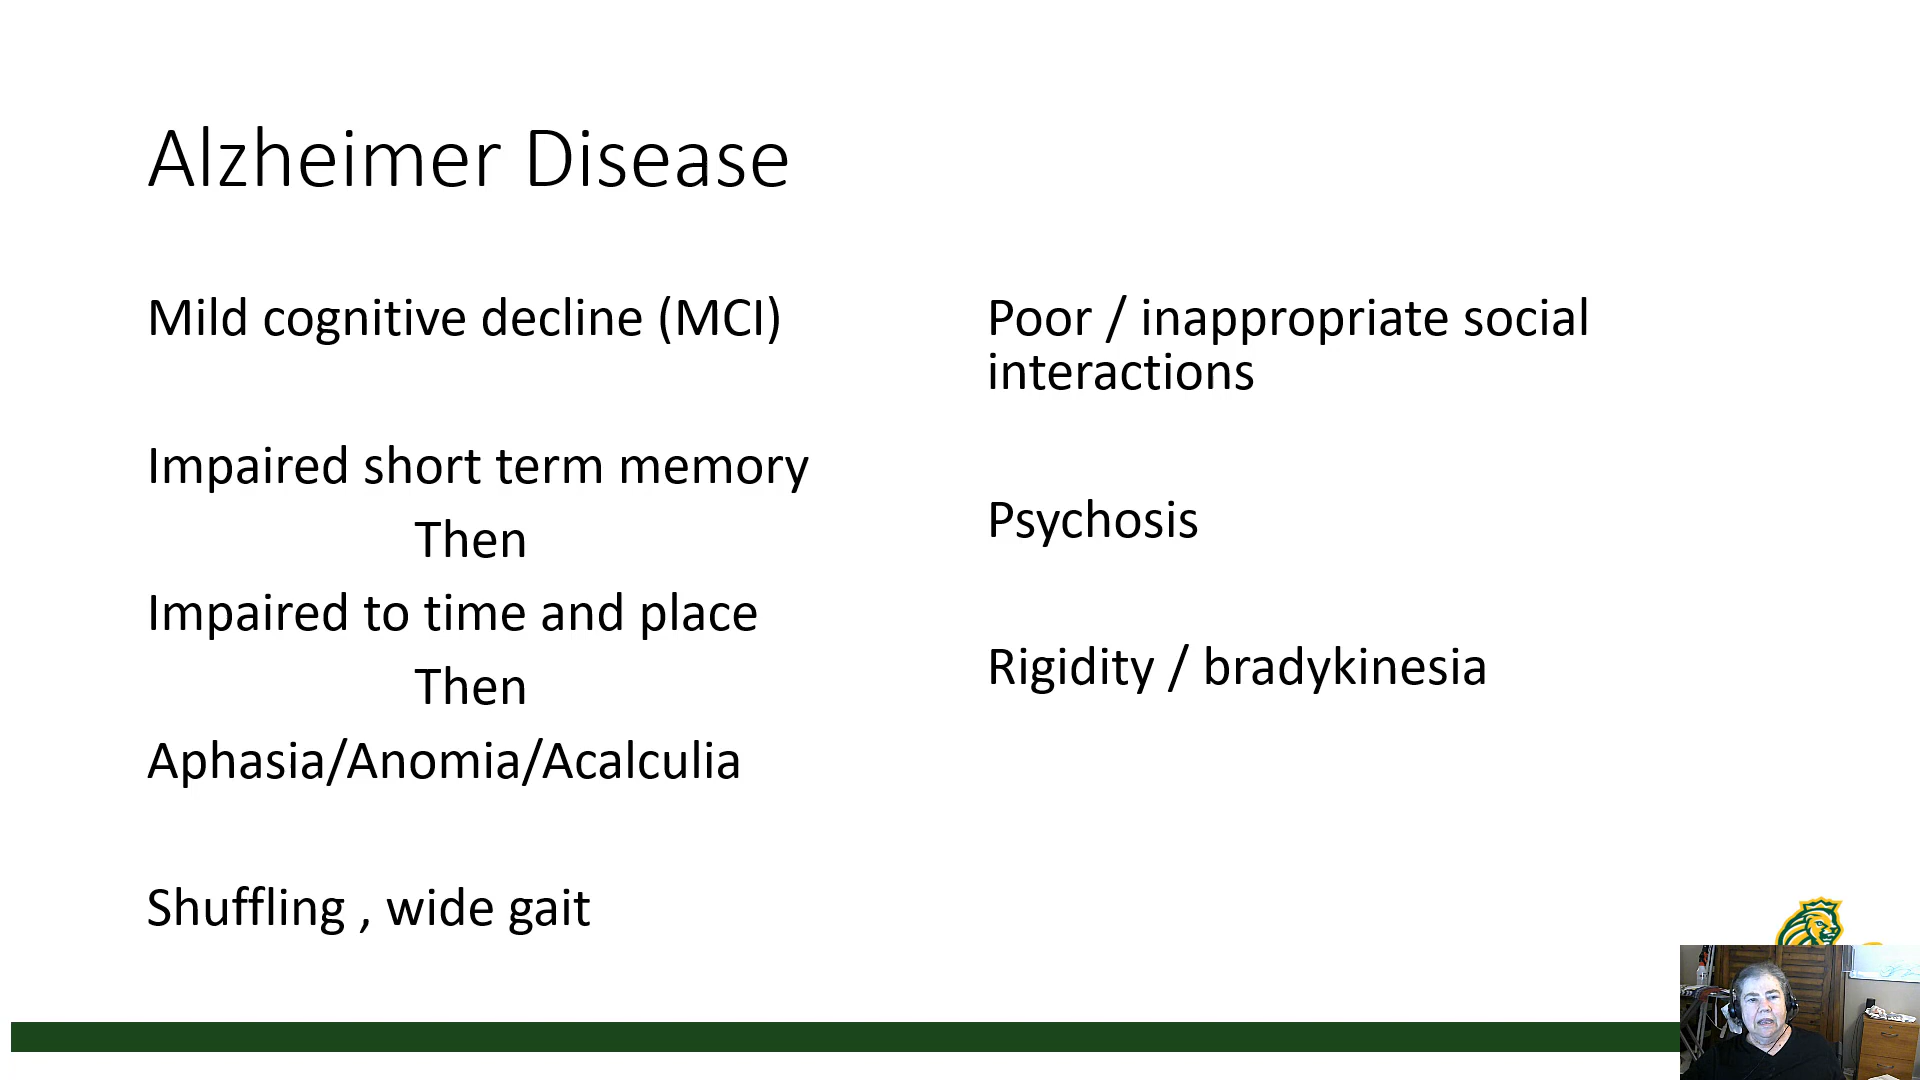 Alzheimer Disease
Mild cognitive decline (MCI)
Impaired short term memory
Then
Impaired to time and place
Then
Aphasia/Anomia/Acalculia
Shuffling , wide gait
Poor / inappropriate social
interactions
Psychosis
Rigidity / bradykinesia